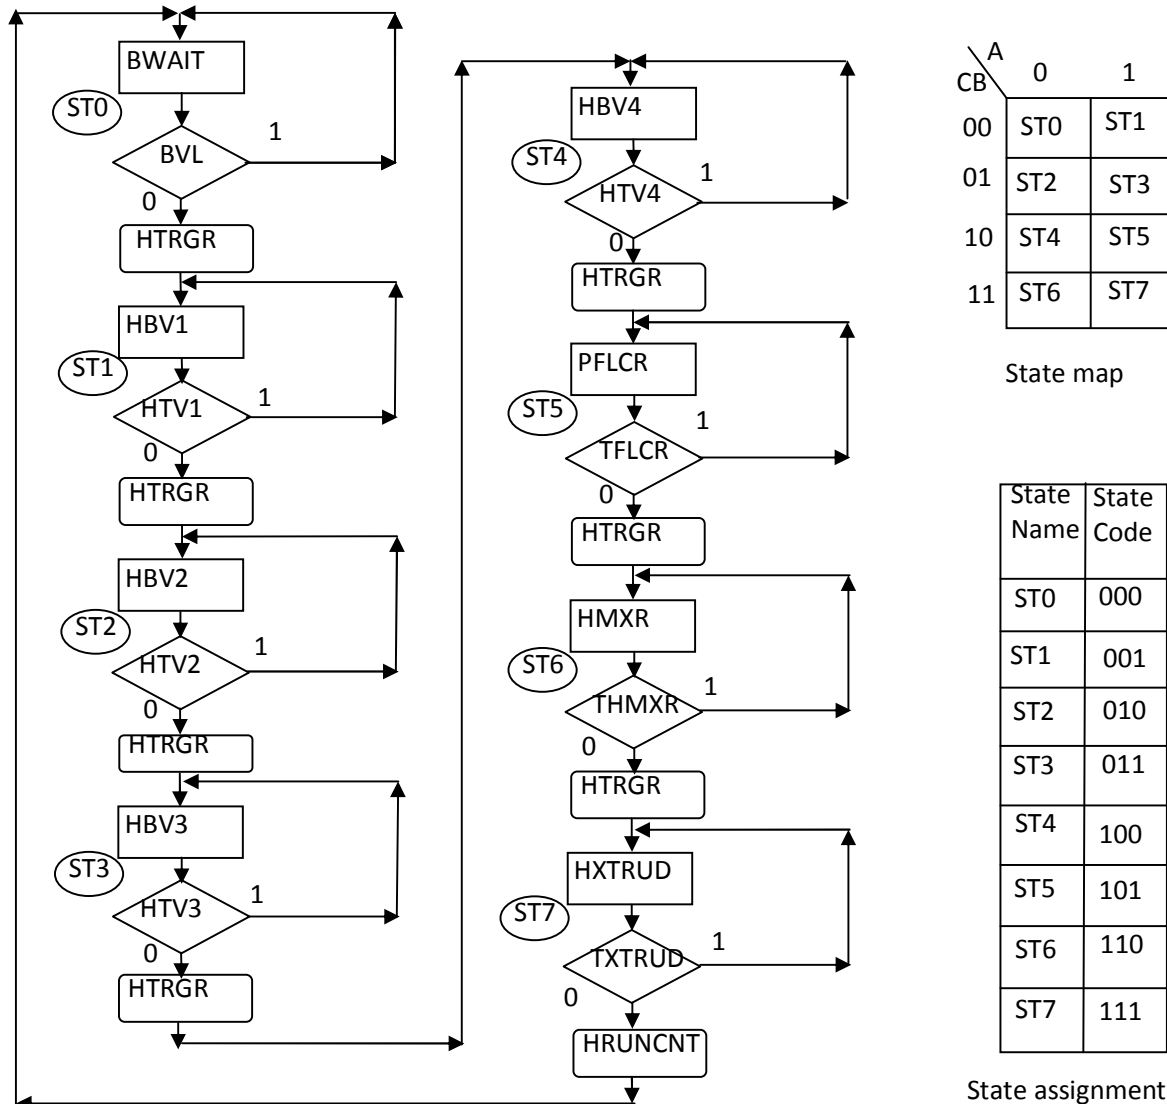 BWAIT
ST0
1
BVL
0
HTRGR
HBV1
ST1
1
HTV1
0
HTRGR
HBV2
ST2
1
HTV2
0
HTRGR
HBV3
ST3
1
HTV3
0
HTRGR
HBV4
ST4
1
HTV4
0
HTRGR
PFLCR
ST5
1
TFLCR
0
HTRGR
HMXR
ST6
1
THMXR
0
HTRGR
HXTRUD
ST7
1
TXTRUD
0
HRUNCNT
A
CB 0 1
00 ST0 ST1
01 ST2 ST3
10 ST4 ST5
11 ST6 ST7
State map
State State
Name Code
ST0 000
ST1 001
ST2 010
ST3 011
ST4 100
ST5 101
ST6 110
ST7 111
State assignment